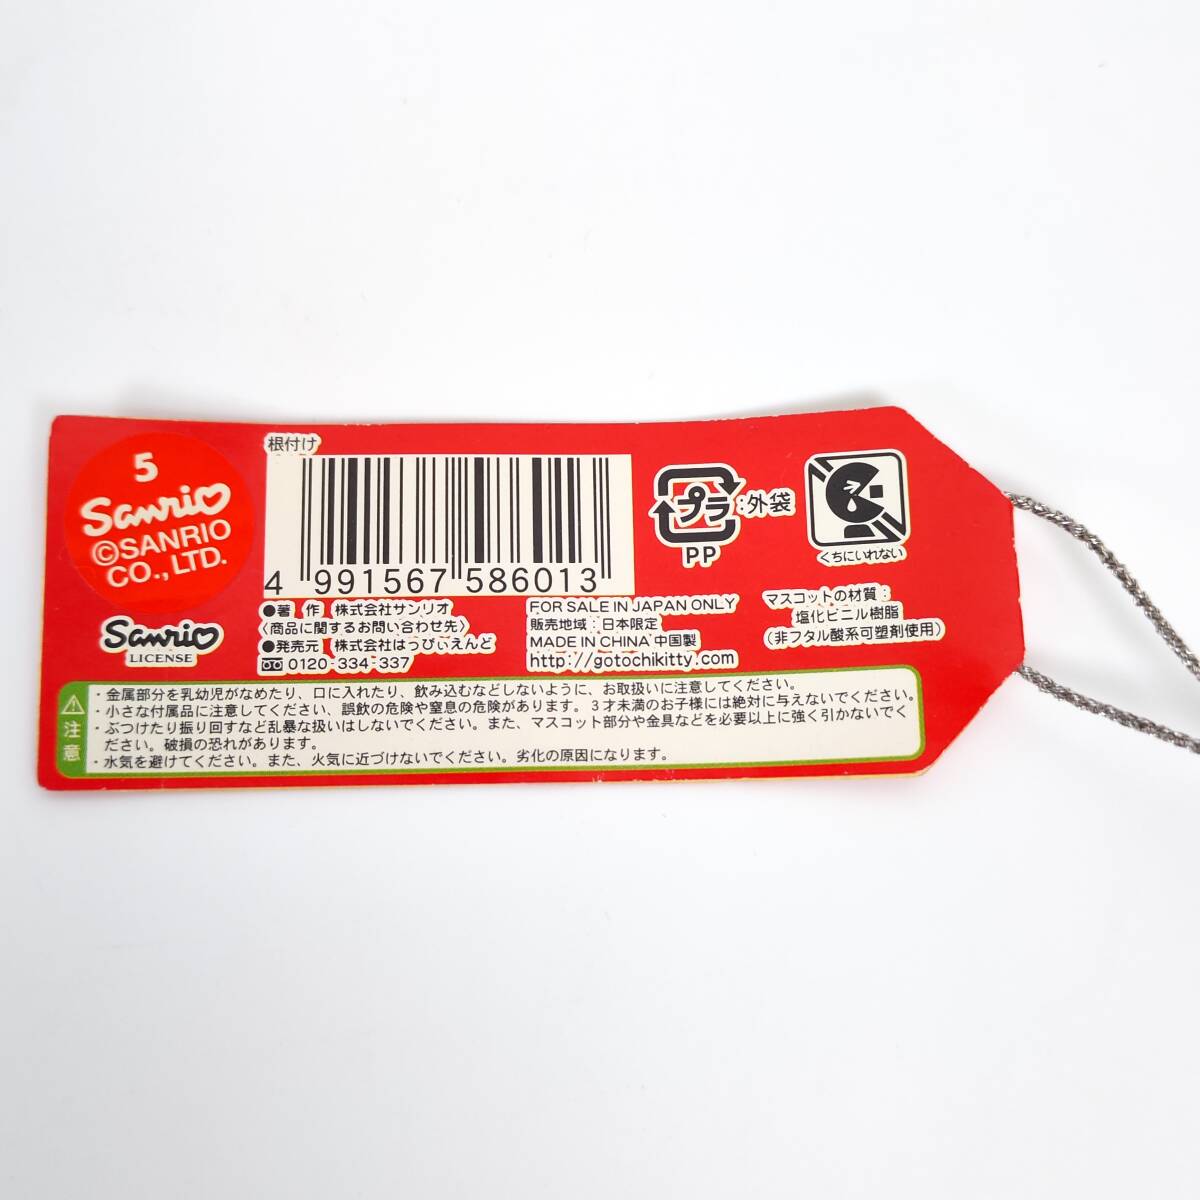 5
Sanrio
©SANRIO
CO., LTD.
Sanrio
LICENSE
根付け
4 991567 586013
●著　作　株式会社サンリオ
〈商品に関するお問い合わせ先〉
●発売元　株式会社はっぴぃえんど
0120-334-337
FOR SALE IN JAPAN ONLY
販売地域：日本限定
MADE IN CHINA 中国製
http://gotochikitty.com
プラ：外袋
PP
くちにいれない
マスコットの材質：
塩化ビニル樹脂
（非フタル酸系可塑剤使用）
注意
・金属部分を乳幼児がなめたり、口に入れたり、飲み込むなどしないように、お取扱いに注意してください。
・小さな付属品に注意してください、誤飲の危険や窒息の危険があります。３才未満のお子様には絶対に与えないでください。
・ぶつけたり振り回すなど乱暴な扱いはしないでください。また、マスコット部分や金具などを必要以上に強く引かないでく
ださい。破損の恐れがあります。
・水気を避けてください。また、火気に近づけないでください。劣化の原因になります。